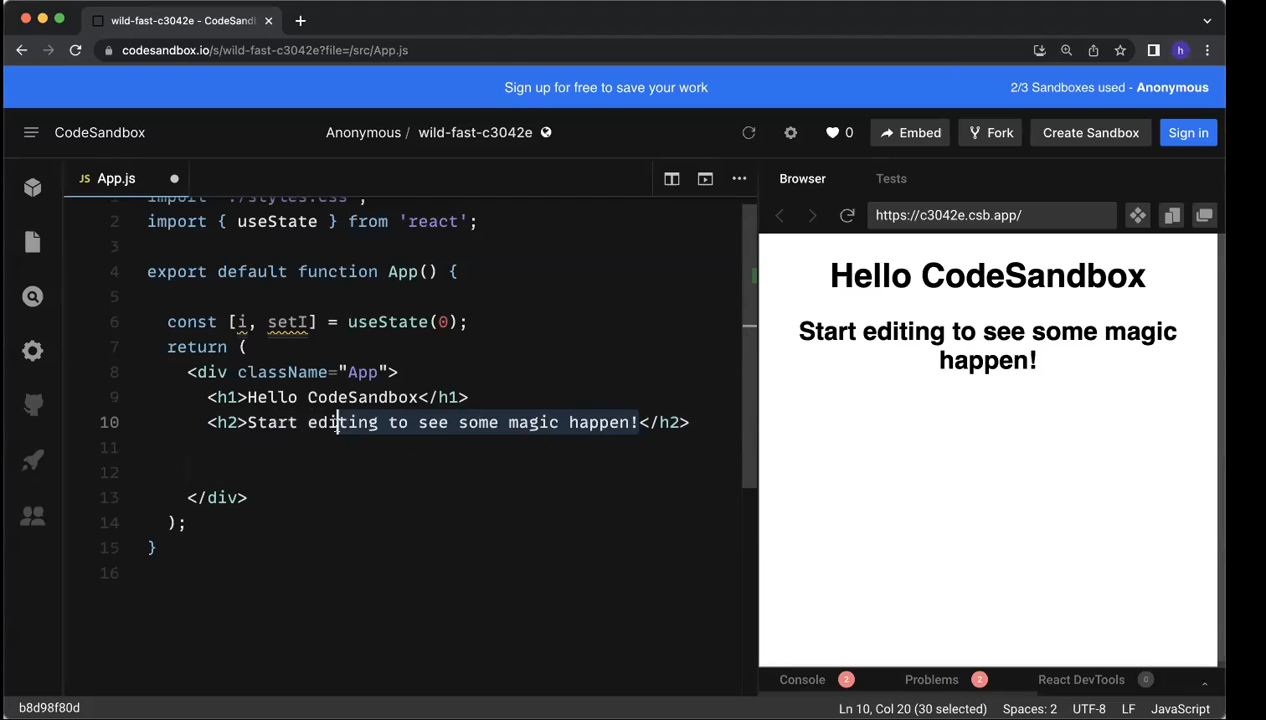 wild-fast-c3042e - CodeSandb
codesandbox.io/s/wild-fast-c3042e?file=/src/App.js
h
Sign up for free to save your work
2/3 Sandboxes used - Anonymous
CodeSandbox
Anonymous / wild-fast-c3042e
0
Embed
Fork
Create Sandbox
Sign in
JS App.js
Browser
Tests
https://c3042e.csb.app/
1 import "./styles.css";
2 import { useState } from 'react';
3
4 export default function App() {
5
6 const [i, setI] = useState(0);
7 return (
8 <div className="App">
9 <h1>Hello CodeSandbox</h1>
10 <h2>Start editing to see some magic happen!</h2>
11
12
13 </div>
14 );
15 }
16
Hello CodeSandbox
Start editing to see some magic
happen!
Console 2
Problems 2
React DevTools 0
b8d98f80d
Ln 10, Col 20 (30 selected)
Spaces: 2
UTF-8
LF
JavaScript